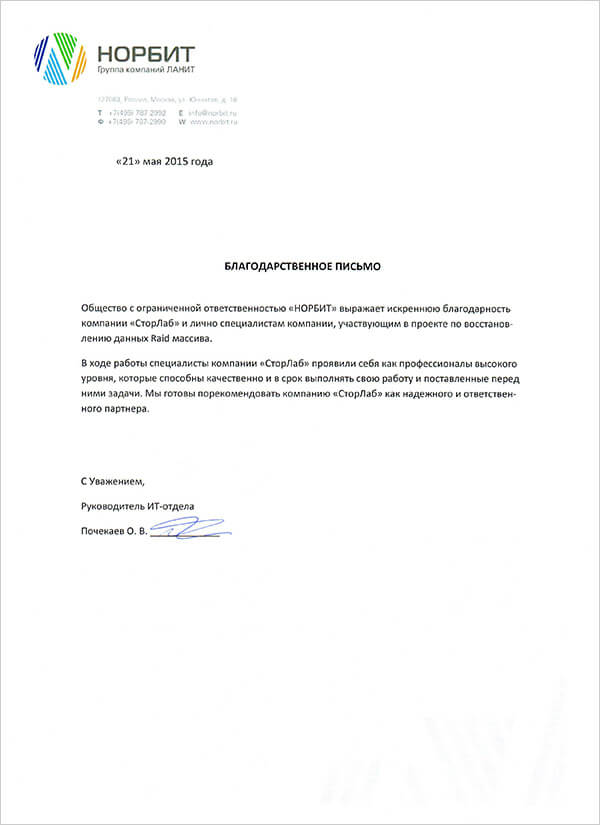 НОРБИТ
Группа компаний ЛАНИТ
127083, Россия, Москва, ул. Юннатов, д. 18
Т +7(495) 787 2992 E info@norbit.ru
Ф +7(495) 787-2990 W www.norbit.ru
«21» мая 2015 года
БЛАГОДАРСТВЕННОЕ ПИСЬМО
Общество с ограниченной ответственностью «НОРБИТ» выражает искреннюю благодарность
компании «СторЛаб» и лично специалистам компании, участвующим в проекте по восстанов-
лению данных Raid массива.
В ходе работы специалисты компании «СторЛаб» проявили себя как профессионалы высокого
уровня, которые способны качественно и в срок выполнять свою работу и поставленные перед
ними задачи. Мы готовы порекомендовать компанию «СторЛаб» как надежного и ответствен-
ного партнера.
С Уважением,
Руководитель ИТ-отдела
Почекаев О. В.